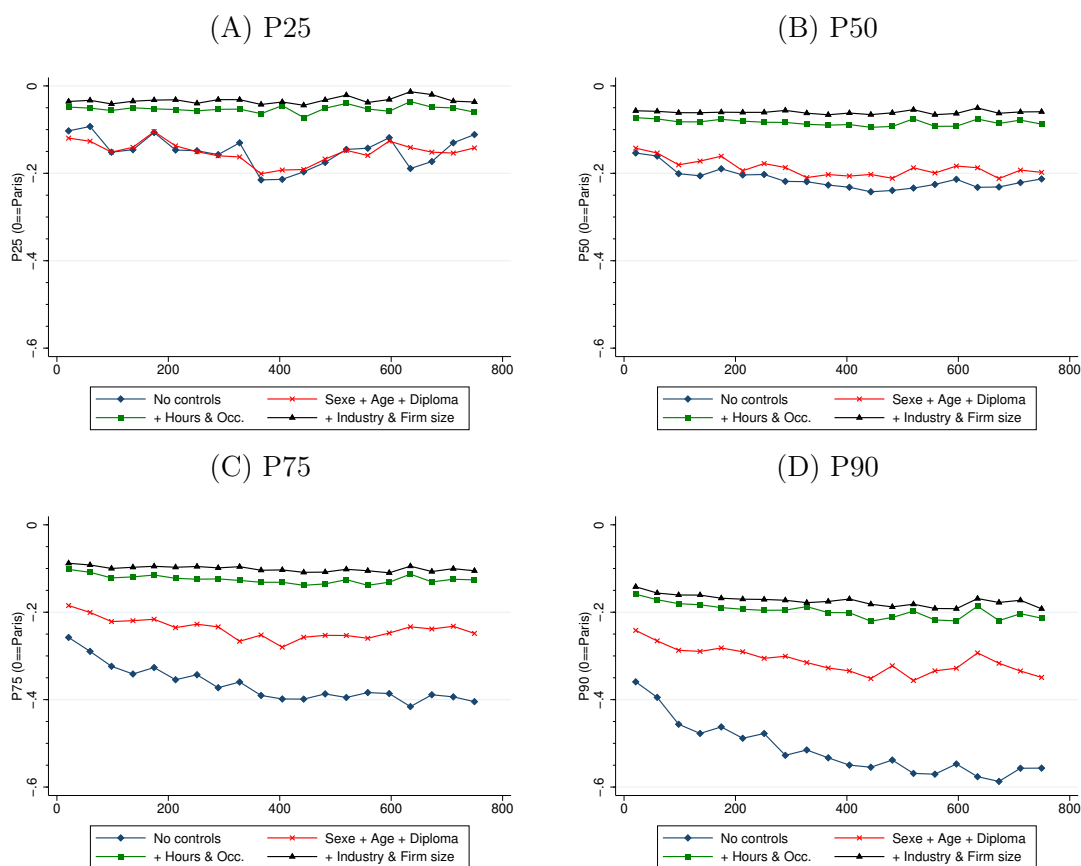 (A) P25
(B) P50
P25 (0==Paris)
0
-.2
-.4
-.6
0 200 400 600 800
No controls
Sexe + Age + Diploma
+ Hours & Occ.
+ Industry & Firm size
P50 (0==Paris)
0
-.2
-.4
-.6
0 200 400 600 800
No controls
Sexe + Age + Diploma
+ Hours & Occ.
+ Industry & Firm size
(C) P75
(D) P90
P75 (0==Paris)
0
-.2
-.4
-.6
0 200 400 600 800
No controls
Sexe + Age + Diploma
+ Hours & Occ.
+ Industry & Firm size
P90 (0==Paris)
0
-.2
-.4
-.6
0 200 400 600 800
No controls
Sexe + Age + Diploma
+ Hours & Occ.
+ Industry & Firm size